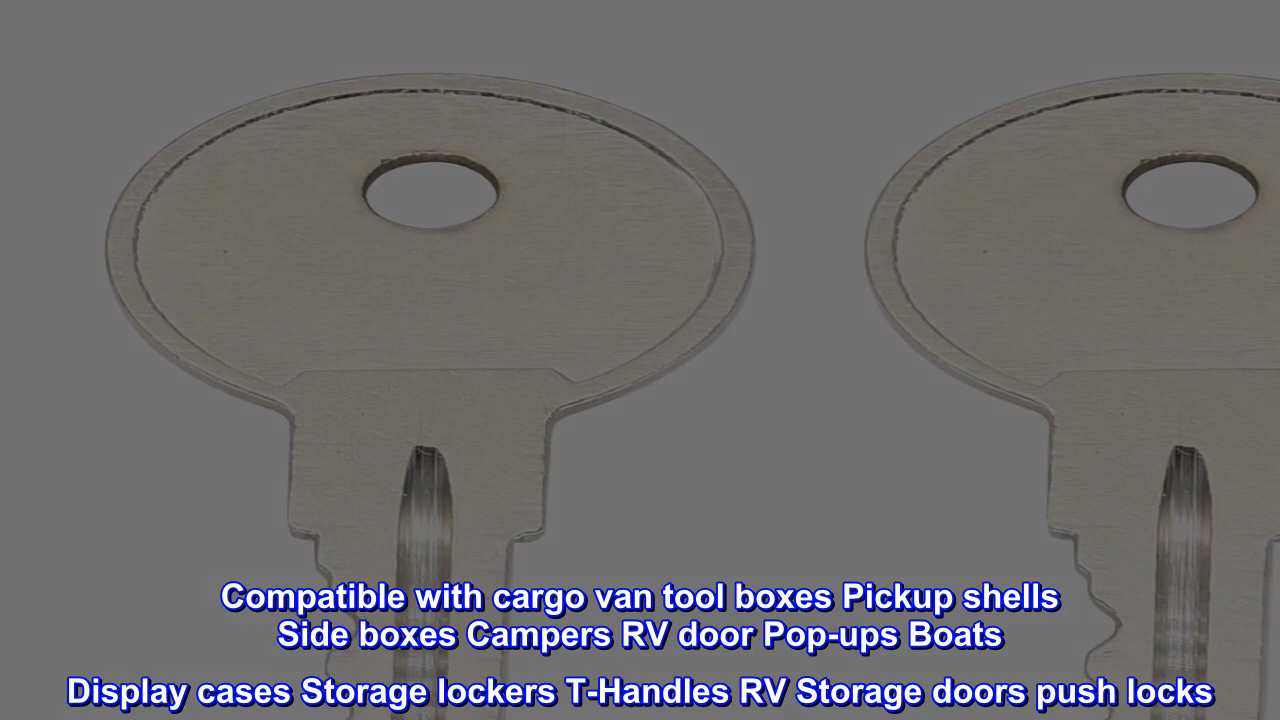 Compatible with cargo van tool boxes Pickup shells
Side boxes Campers RV door Pop-ups Boats
Display cases Storage lockers T-Handles RV Storage doors push locks